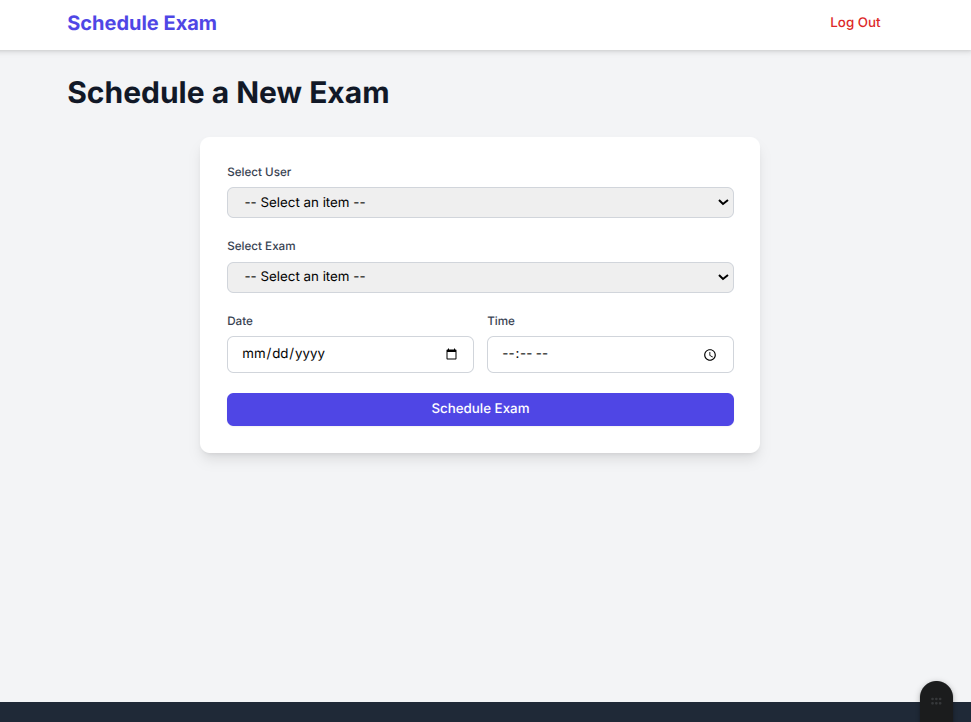 Schedule Exam
Log Out
Schedule a New Exam
Select User
-- Select an item --
Select Exam
-- Select an item --
Date
Time
mm/dd/yyyy
--:-- --
Schedule Exam